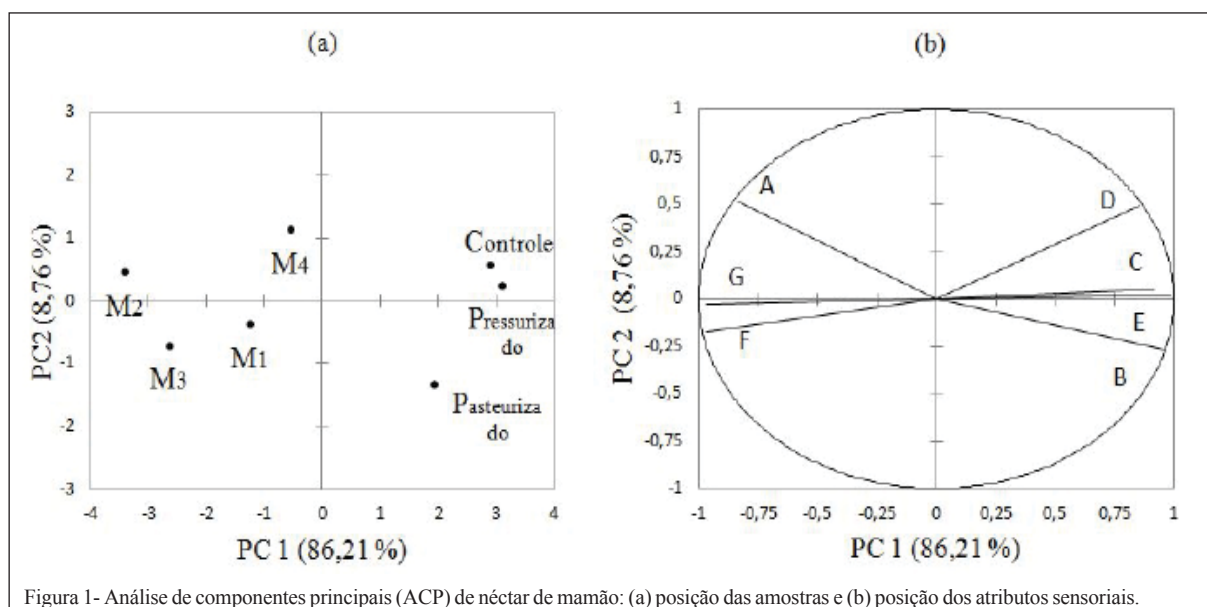 (a)
3
2
1
0
-1
-2
-3
PC2 (8,76 %)
M2
M3
M1
M4
Controle
Pressuriza
do
Pasteuriza
do
-4
-3
-2
-1
0
1
2
3
4
PC 1 (86,21 %)
(b)
1
0,75
0,5
0,25
0
-0,25
-0,5
-0,75
-1
PC 2 (8,76 %)
A
D
G
C
E
F
B
-1
-0,75
-0,5
-0,25
0
0,25
0,5
0,75
1
PC 1 (86,21 %)
Figura 1- Análise de componentes principais (ACP) de néctar de mamão: (a) posição das amostras e (b) posição dos atributos sensoriais.